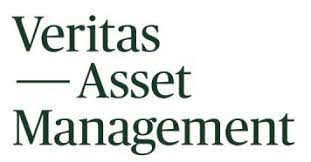 Veritas
— Asset
Management